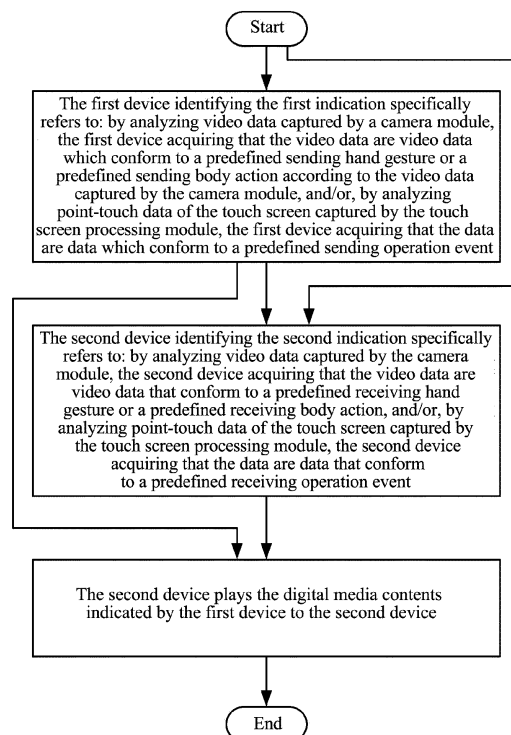 Start
The first device identifying the first indication specifically
refers to: by analyzing video data captured by a camera module,
the first device acquiring that the video data are video data
which conform to a predefined sending hand gesture or a
predefined sending body action according to the video data
captured by the camera module, and/or, by analyzing
point-touch data of the touch screen captured by the touch
screen processing module, the first device acquiring that the data
are data which conform to a predefined sending operation event
The second device identifying the second indication specifically
refers to: by analyzing video data captured by the camera
module, the second device acquiring that the video data are
video data that conform to a predefined receiving hand
gesture or a predefined receiving body action, and/or, by
analyzing point-touch data of the touch screen captured by
the touch screen processing module, the second device
acquiring that the data are data that conform
to a predefined receiving operation event
The second device plays the digital media contents
indicated by the first device to the second device
End